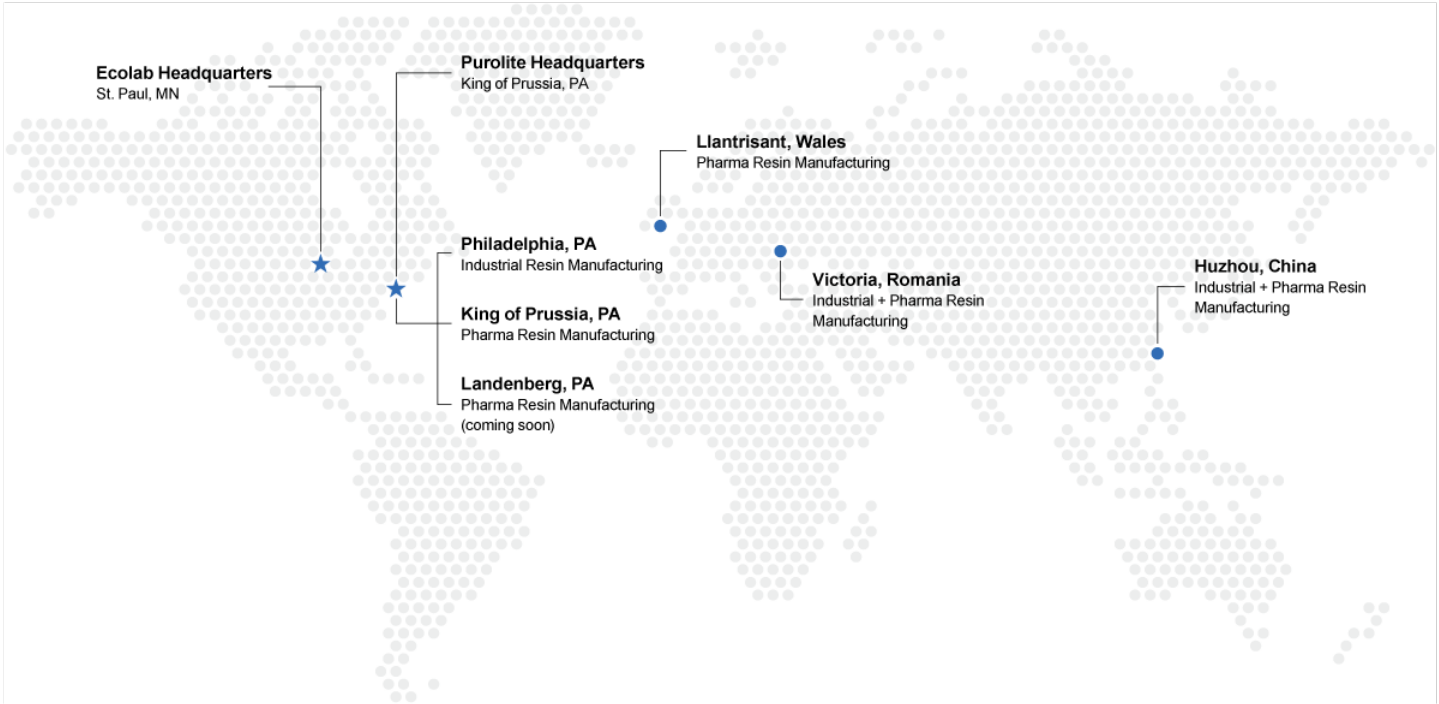 Ecolab Headquarters
St. Paul, MN
Purolite Headquarters
King of Prussia, PA
Llantrisant, Wales
Pharma Resin Manufacturing
Philadelphia, PA
Industrial Resin Manufacturing
King of Prussia, PA
Pharma Resin Manufacturing
Landenberg, PA
Pharma Resin Manufacturing
(coming soon)
Victoria, Romania
Industrial + Pharma Resin
Manufacturing
Huzhou, China
Industrial + Pharma Resin
Manufacturing